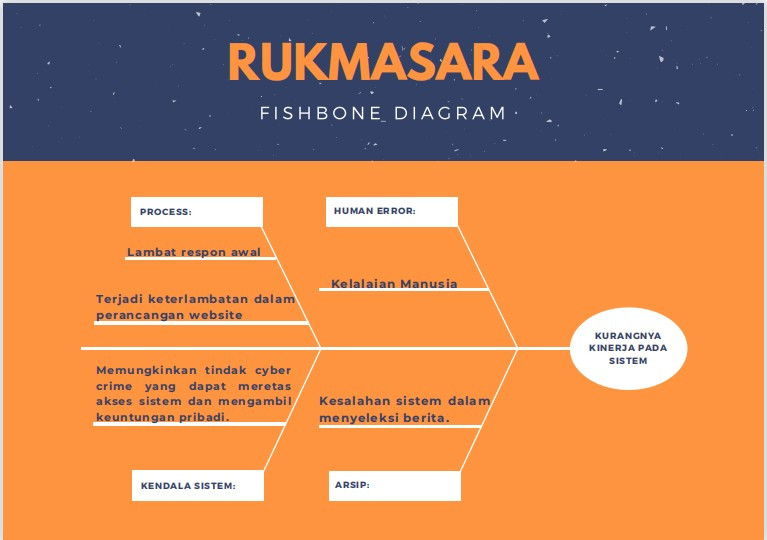 RUKMASARA
FISHBONE DIAGRAM
PROCESS:
HUMAN ERROR:
Lambat respon awal
Kelalaian Manusia
Terjadi keterlambatan dalam
perancangan website
KURANGNYA
KINERJA PADA
SISTEM
Memungkinkan tindak cyber
crime yang dapat meretas
akses sistem dan mengambil
keuntungan pribadi.
Kesalahan sistem dalam
menyeleksi berita.
KENDALA SISTEM:
ARSIP: